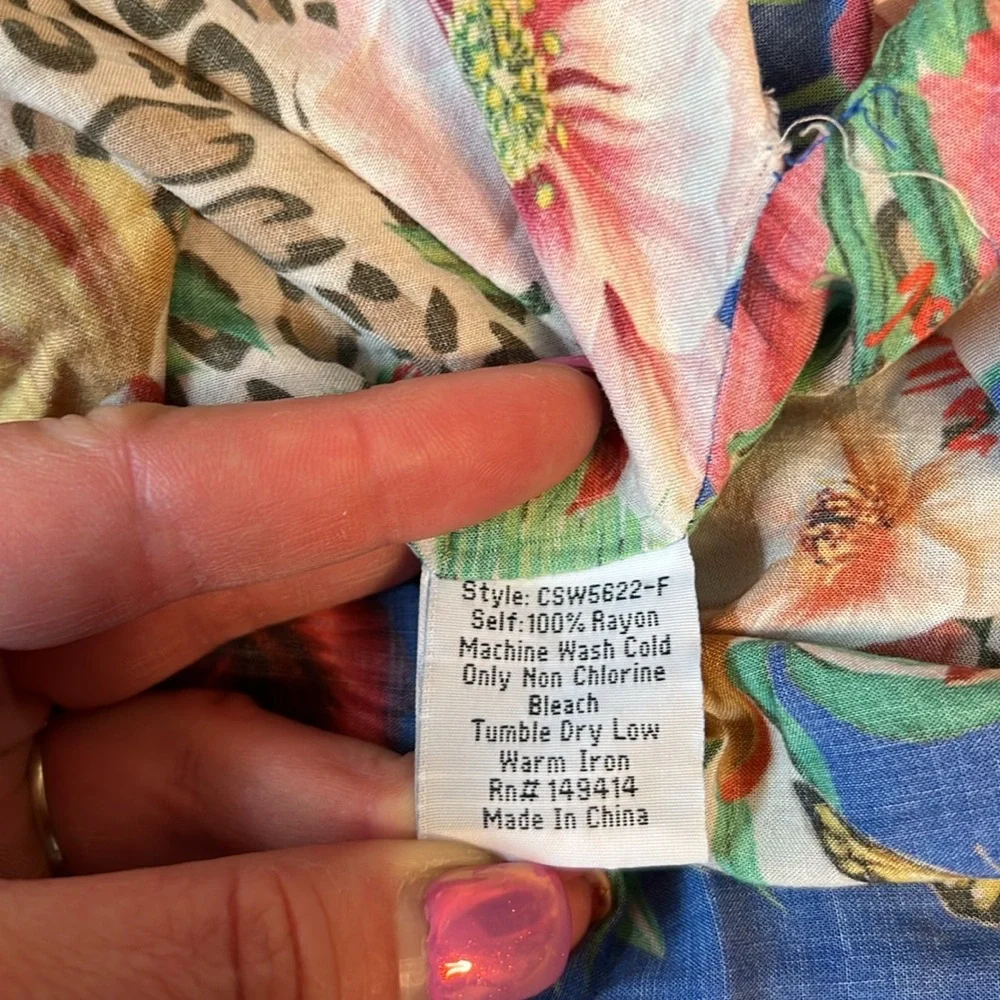 Style: CSW5622-F
Self:100% Rayon
Machine Wash Cold
Only Non Chlorine
Bleach
Tumble Dry Low
Warm Iron
Rn# 149414
Made In China